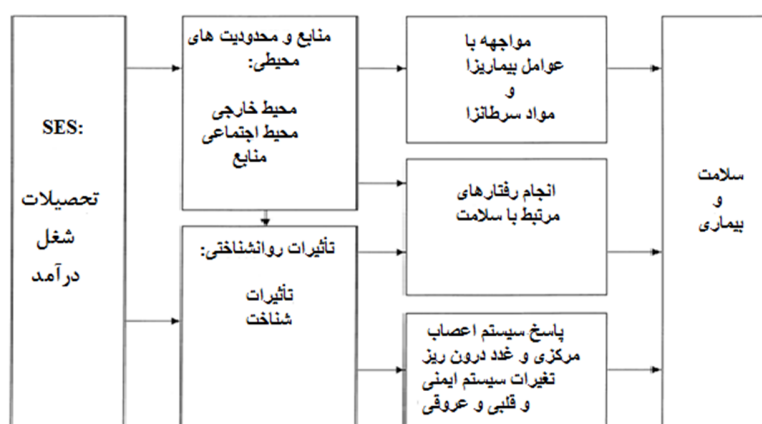 SES:
تحصیلات
شغل
درآمد
منابع و محدودیت های
محیطی:
محیط خارجی
محیط اجتماعی
منابع
تأثیرات روانشناختی:
تأثیرات
شناخت
مواجهه با
عوامل بیماریزا
و
مواد سرطانزا
انجام رفتارهای
مرتبط با سلامت
پاسخ سیستم اعصاب
مرکزی و غدد درون ریز
تغیرات سیستم ایمنی
و قلبی و عروقی
سلامت
و
بیماری